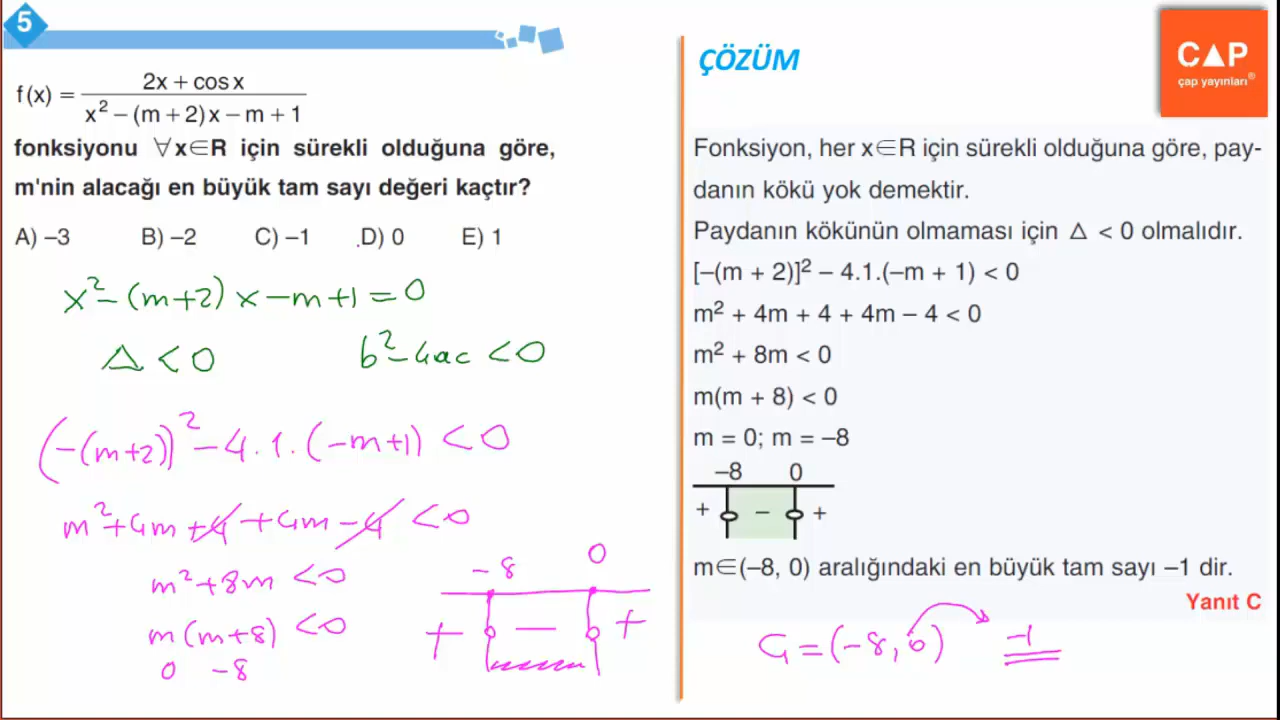 5
f(x) = (2x + cos x) / (x² – (m + 2)x – m + 1)
fonksiyonu ∀x∈R için sürekli olduğuna göre,
m'nin alacağı en büyük tam sayı değeri kaçtır?
A) –3 B) –2 C) –1 D) 0 E) 1
x² – (m+2) x – m + 1 = 0
Δ < 0 b² – 4ac < 0
(–(m+2))² – 4.1.(–m+1) < 0
m² + 4m + 4 + 4m – 4 < 0
m² + 8m < 0
m (m+8) < 0
0 –8
–8 0
+ – +
ÇÖZÜM
ÇAP
çap yayınları®
Fonksiyon, her x∈R için sürekli olduğuna göre, pay-
danın kökü yok demektir.
Paydanın kökünün olmaması için Δ < 0 olmalıdır.
[–(m + 2)]² – 4.1.(–m + 1) < 0
m² + 4m + 4 + 4m – 4 < 0
m² + 8m < 0
m(m + 8) < 0
m = 0; m = –8
–8 0
+ – +
m∈(–8, 0) aralığındaki en büyük tam sayı –1 dir.
Yanıt C
Ç = (–8, 0) –1